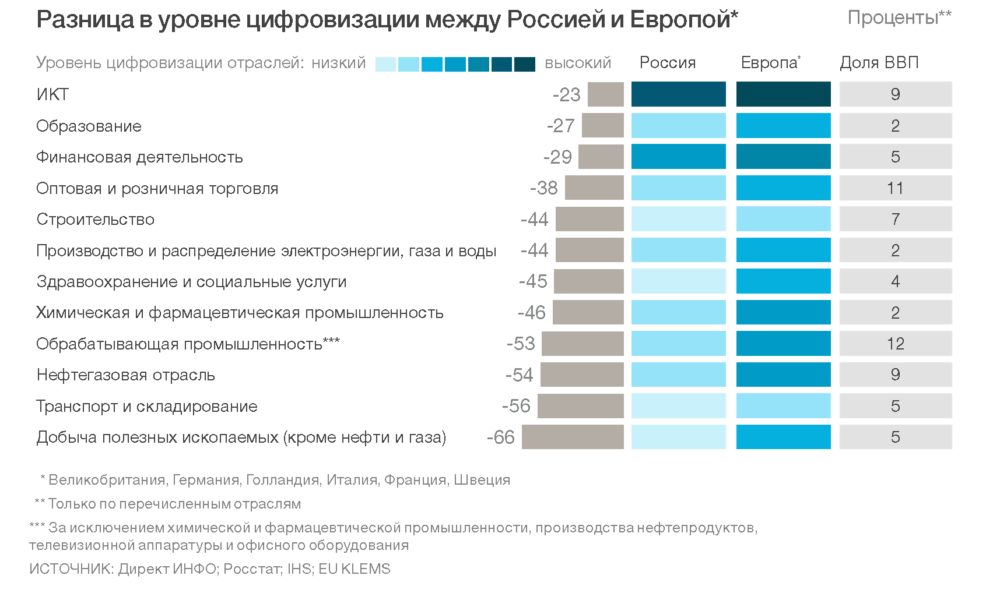 Разница в уровне цифровизации между Россией и Европой* Проценты**
Уровень цифровизации отраслей: низкий высокий Россия Европа* Доля ВВП
ИКТ -23 9
Образование -27 2
Финансовая деятельность -29 5
Оптовая и розничная торговля -38 11
Строительство -44 7
Производство и распределение электроэнергии, газа и воды -44 2
Здравоохранение и социальные услуги -45 4
Химическая и фармацевтическая промышленность -46 2
Обрабатывающая промышленность*** -53 12
Нефтегазовая отрасль -54 9
Транспорт и складирование -56 5
Добыча полезных ископаемых (кроме нефти и газа) -66 5
* Великобритания, Германия, Голландия, Италия, Франция, Швеция
** Только по перечисленным отраслям
*** За исключением химической и фармацевтической промышленности, производства нефтепродуктов,
телевизионной аппаратуры и офисного оборудования
ИСТОЧНИК: Директ ИНФО; Росстат; IHS; EU KLEMS